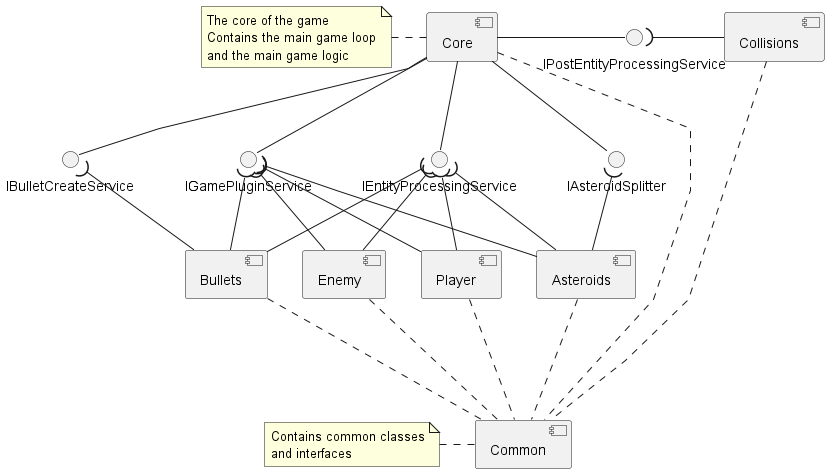 The core of the game
Contains the main game loop
and the main game logic
Core
Collisions
IPostEntityProcessingService
IBulletCreateService
IGamePluginService
IEntityProcessingService
IAsteroidSplitter
Bullets
Enemy
Player
Asteroids
Contains common classes
and interfaces
Common